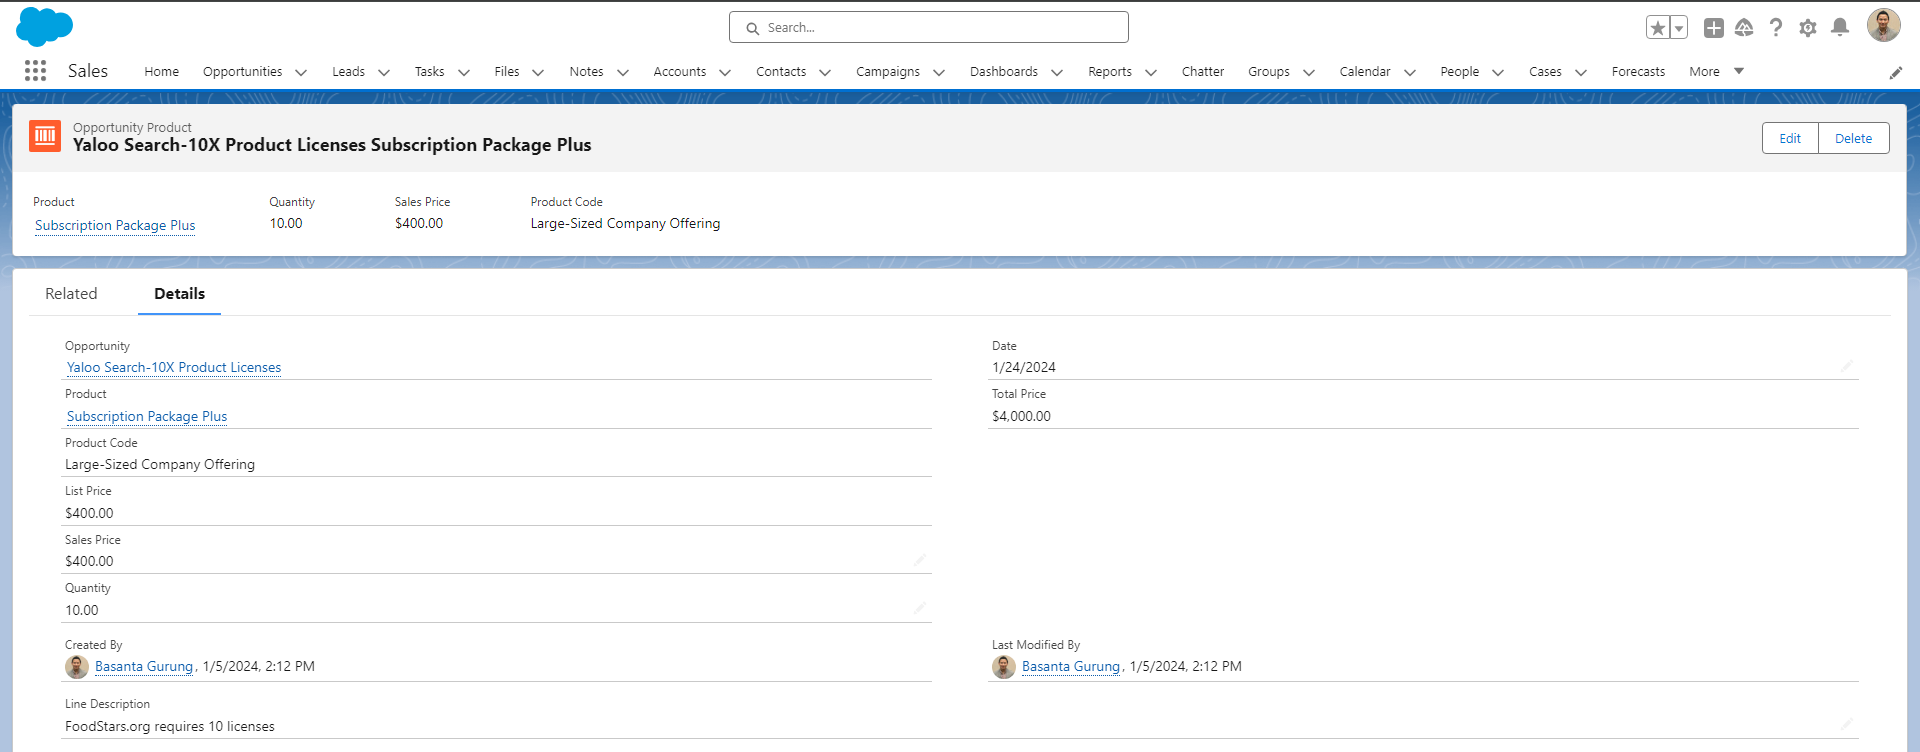 Search...
Sales
Home
Opportunities
Leads
Tasks
Files
Notes
Accounts
Contacts
Campaigns
Dashboards
Reports
Chatter
Groups
Calendar
People
Cases
Forecasts
More
Opportunity Product
Yaloo Search-10X Product Licenses Subscription Package Plus
Edit
Delete
Product
Quantity
Sales Price
Product Code
Subscription Package Plus
10.00
$400.00
Large-Sized Company Offering
Related
Details
Opportunity
Yaloo Search-10X Product Licenses
Date
1/24/2024
Product
Subscription Package Plus
Total Price
$4,000.00
Product Code
Large-Sized Company Offering
List Price
$400.00
Sales Price
$400.00
Quantity
10.00
Created By
Basanta Gurung, 1/5/2024, 2:12 PM
Last Modified By
Basanta Gurung, 1/5/2024, 2:12 PM
Line Description
FoodStars.org requires 10 licenses